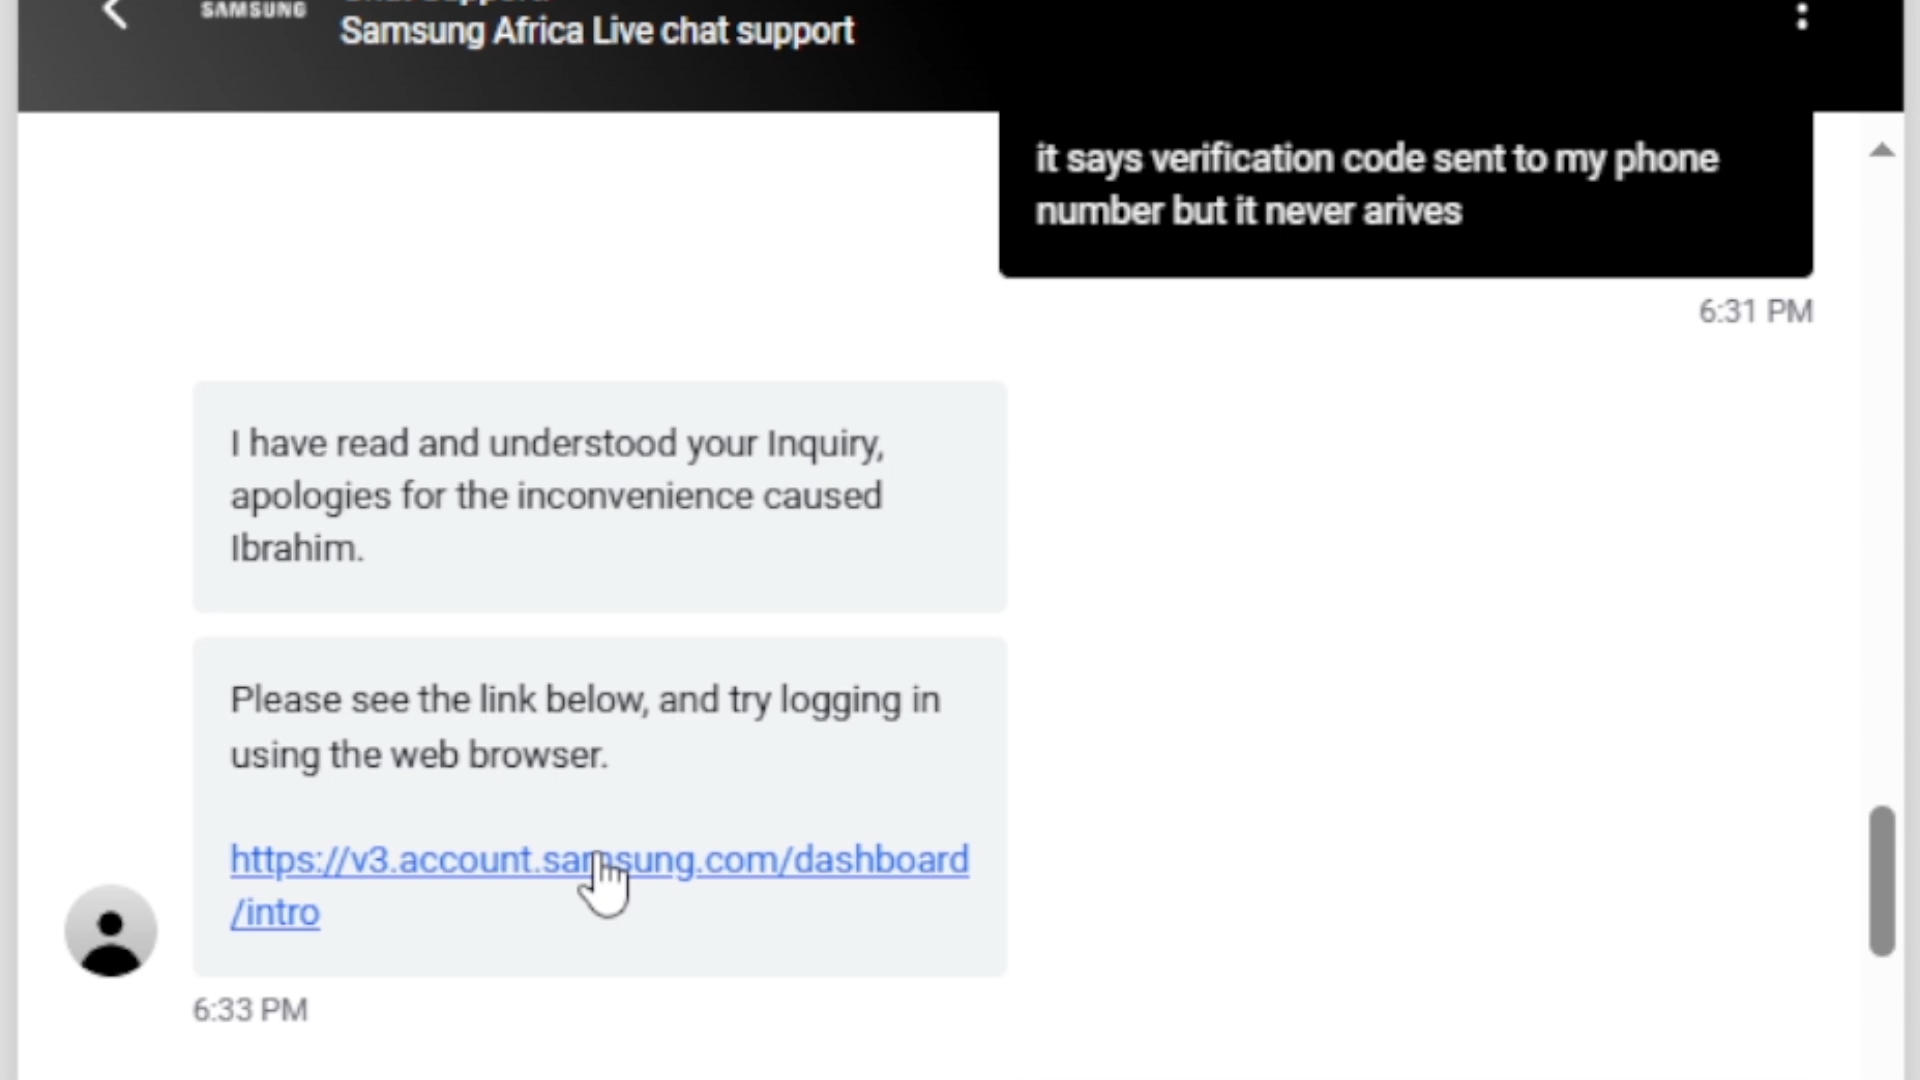 SAMSUNG
Samsung Africa Live chat support
it says verification code sent to my phone
number but it never arives
6:31 PM
I have read and understood your Inquiry,
apologies for the inconvenience caused
Ibrahim.
Please see the link below, and try logging in
using the web browser.
https://v3.account.samsung.com/dashboard
/intro
6:33 PM